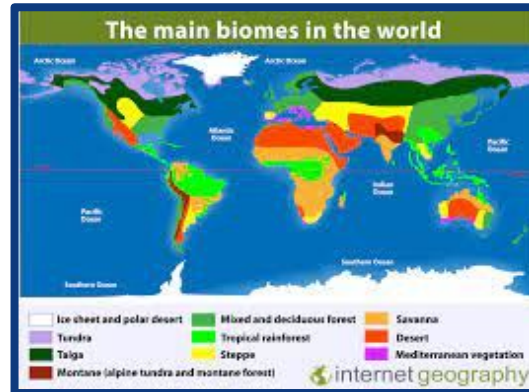 The main biomes in the world
Arctic Ocean
Arctic Ocean
Atlantic
Ocean
Pacific
Ocean
Indian
Ocean
Pacific
Ocean
Southern Ocean
Southern Ocean
Ice sheet and polar desert
Mixed and deciduous forest
Savanna
Tundra
Tropical rainforest
Desert
Taiga
Steppe
Mediterranean vegetation
Montane (alpine tundra and montane forest)
internet geography